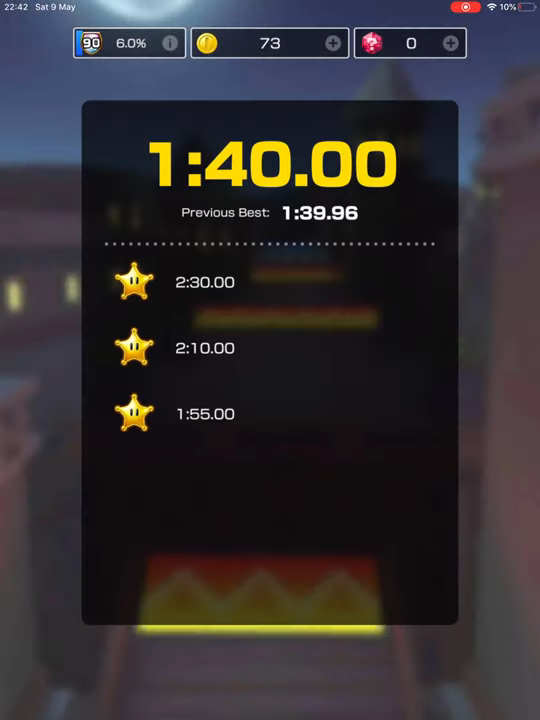 22:42 Sat 9 May 10%
90 6.0% i 73 + ? 0 +
1:40.00
Previous Best: 1:39.96
2:30.00
2:10.00
1:55.00